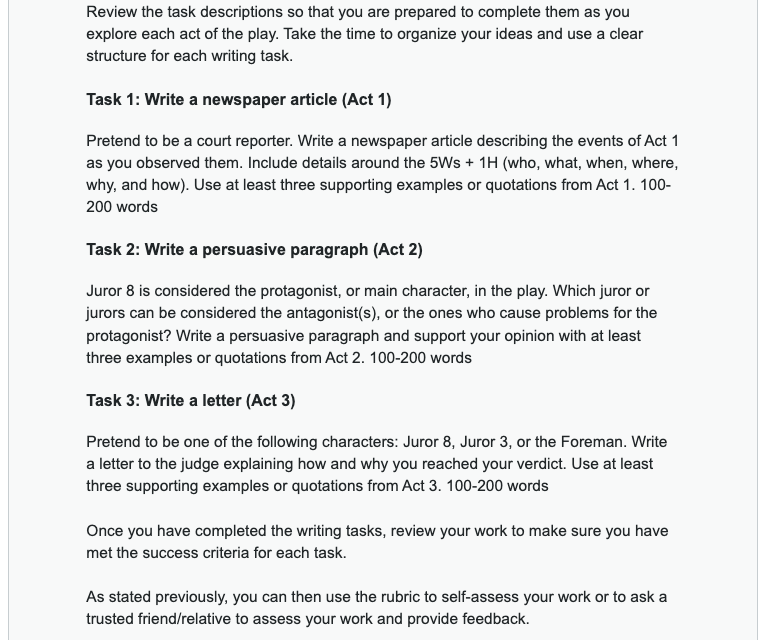 Review the task descriptions so that you are prepared to complete them as you
explore each act of the play. Take the time to organize your ideas and use a clear
structure for each writing task.
Task 1: Write a newspaper article (Act 1)
Pretend to be a court reporter. Write a newspaper article describing the events of Act 1
as you observed them. Include details around the 5Ws + 1H (who, what, when, where,
why, and how). Use at least three supporting examples or quotations from Act 1. 100-
200 words
Task 2: Write a persuasive paragraph (Act 2)
Juror 8 is considered the protagonist, or main character, in the play. Which juror or
jurors can be considered the antagonist(s), or the ones who cause problems for the
protagonist? Write a persuasive paragraph and support your opinion with at least
three examples or quotations from Act 2. 100-200 words
Task 3: Write a letter (Act 3)
Pretend to be one of the following characters: Juror 8, Juror 3, or the Foreman. Write
a letter to the judge explaining how and why you reached your verdict. Use at least
three supporting examples or quotations from Act 3. 100-200 words
Once you have completed the writing tasks, review your work to make sure you have
met the success criteria for each task.
As stated previously, you can then use the rubric to self-assess your work or to ask a
trusted friend/relative to assess your work and provide feedback.